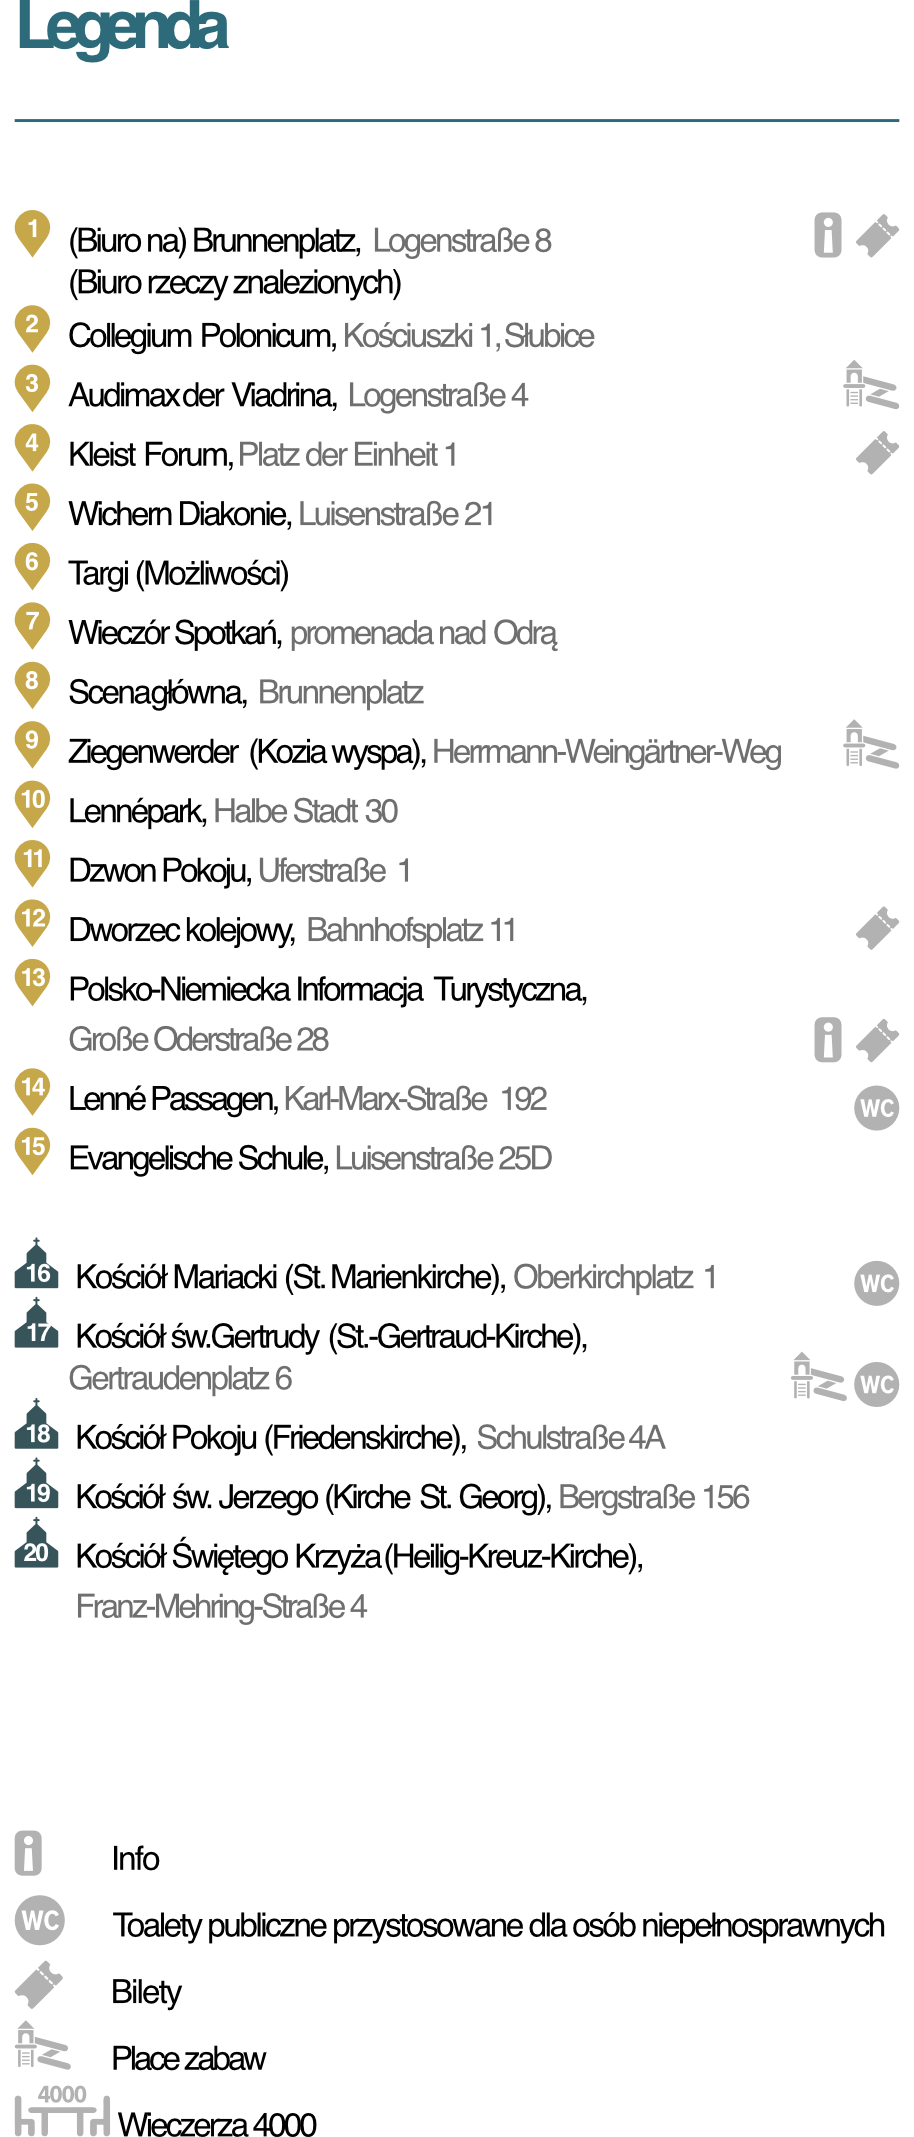 Legenda
1 (Biuro na) Brunnenplatz, Logenstraße 8
(Biuro rzeczy znalezionych)
2 Collegium Polonicum, Kościuszki 1, Słubice
3 Audimax der Viadrina, Logenstraße 4
4 Kleist Forum, Platz der Einheit 1
5 Wichern Diakonie, Luisenstraße 21
6 Targi (Możliwości)
7 Wieczór Spotkań, promenada nad Odrą
8 Scena główna, Brunnenplatz
9 Ziegenwerder (Kozia wyspa), Herrmann-Weingärtner-Weg
10 Lennépark, Halbe Stadt 30
11 Dzwon Pokoju, Uferstraße 1
12 Dworzec kolejowy, Bahnhofsplatz 11
13 Polsko-Niemiecka Informacja Turystyczna,
Große Oderstraße 28
14 Lenné Passagen, Karl-Marx-Straße 192 WC
15 Evangelische Schule, Luisenstraße 25D
16 Kościół Mariacki (St. Marienkirche), Oberkirchplatz 1 WC
17 Kościół św.Gertrudy (St.-Gertraud-Kirche),
Gertraudenplatz 6 WC
18 Kościół Pokoju (Friedenskirche), Schulstraße 4A
19 Kościół św. Jerzego (Kirche St. Georg), Bergstraße 156
20 Kościół Świętego Krzyża (Heilig-Kreuz-Kirche),
Franz-Mehring-Straße 4
Info
WC Toalety publiczne przystosowane dla osób niepełnosprawnych
Bilety
Place zabaw
4000 Wieczerza 4000